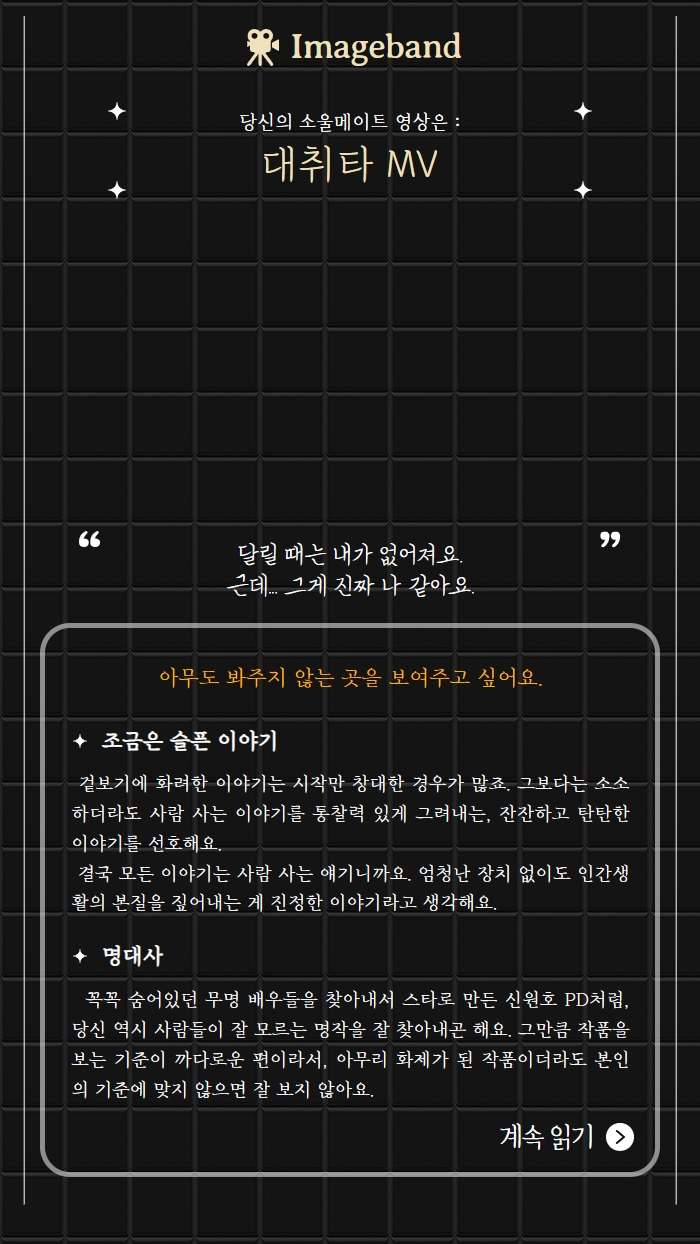 Imageband
당신의 소울메이트 영상은 :
대취타 MV
“ ”
달릴 때는 내가 없어져요.
근데... 그게 진짜 나 같아요.
아무도 봐주지 않는 곳을 보여주고 싶어요.
조금은 슬픈 이야기
겉보기에 화려한 이야기는 시작만 창대한 경우가 많죠. 그보다는 소소
하더라도 사람 사는 이야기를 통찰력 있게 그려내는, 잔잔하고 탄탄한
이야기를 선호해요.
결국 모든 이야기는 사람 사는 얘기니까요. 엄청난 장치 없이도 인간생
활의 본질을 짚어내는 게 진정한 이야기라고 생각해요.
명대사
꼭꼭 숨어있던 무명 배우들을 찾아내서 스타로 만든 신원호 PD처럼,
당신 역시 사람들이 잘 모르는 명작을 잘 찾아내곤 해요. 그만큼 작품을
보는 기준이 까다로운 편이라서, 아무리 화제가 된 작품이더라도 본인
의 기준에 맞지 않으면 잘 보지 않아요.
계속 읽기